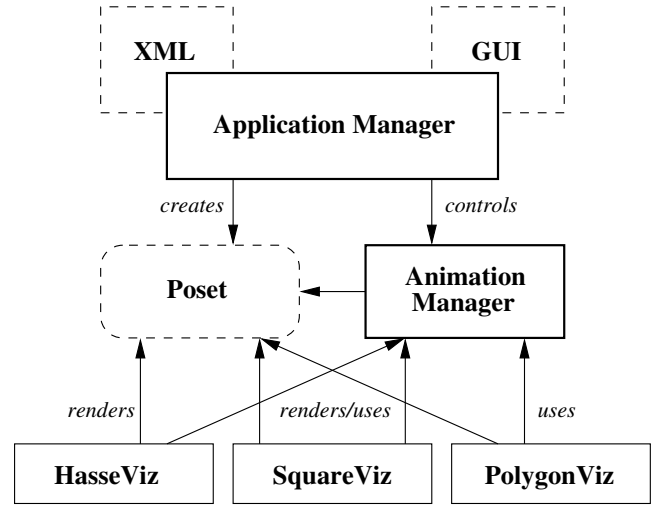 XML
GUI
Application Manager
creates
controls
Poset
Animation
Manager
renders
renders/uses
uses
HasseViz
SquareViz
PolygonViz